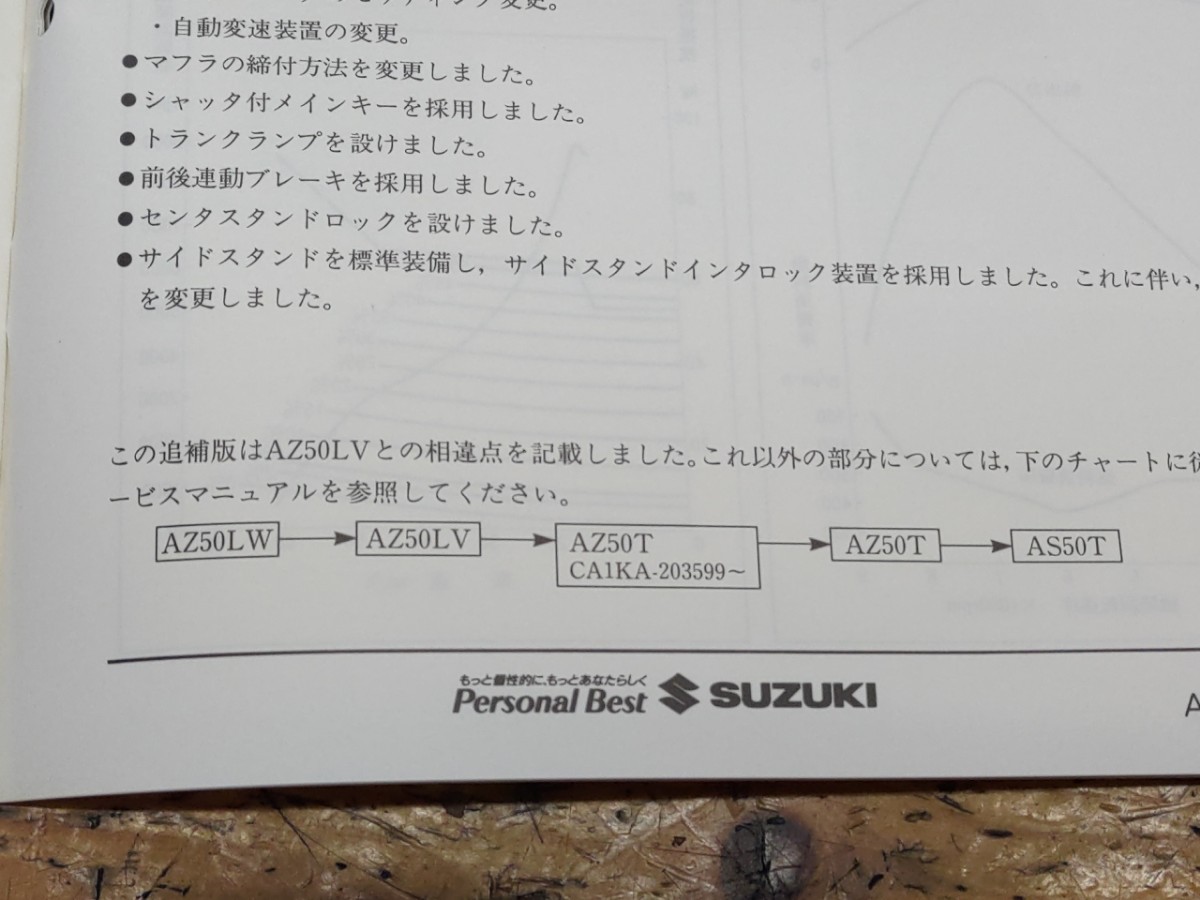 セッティング変更。
・自動変速装置の変更。
●マフラの締付方法を変更しました。
●シャッタ付メインキーを採用しました。
●トランクランプを設けました。
●前後連動ブレーキを採用しました。
●センタスタンドロックを設けました。
●サイドスタンドを標準装備し，サイドスタンドインタロック装置を採用しました。これに伴い，
を変更しました。
この追補版はAZ50LVとの相違点を記載しました。これ以外の部分については，下のチャートに従
ービスマニュアルを参照してください。
AZ50LW AZ50LV AZ50T AZ50T AS50T
CA1KA-203599～
もっと個性的に、もっとあなたらしく
Personal Best SUZUKI A